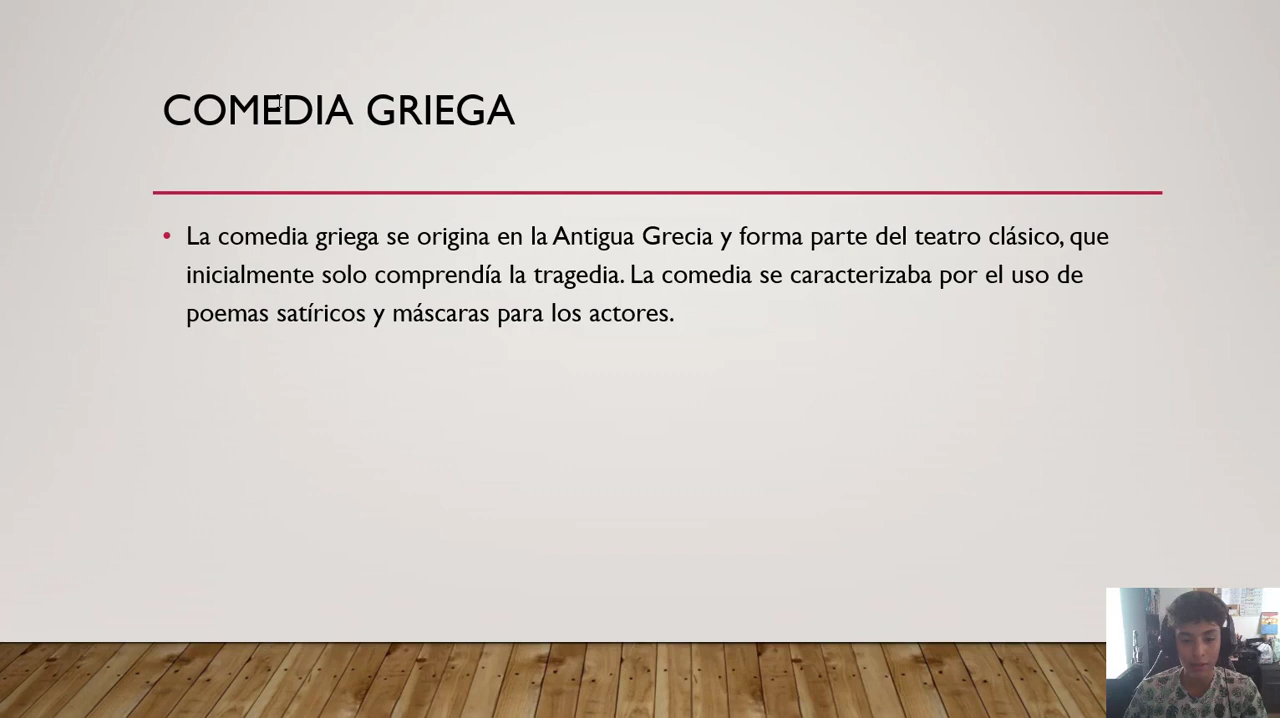 COMEDIA GRIEGA
• La comedia griega se origina en la Antigua Grecia y forma parte del teatro clásico, que
inicialmente solo comprendía la tragedia. La comedia se caracterizaba por el uso de
poemas satíricos y máscaras para los actores.